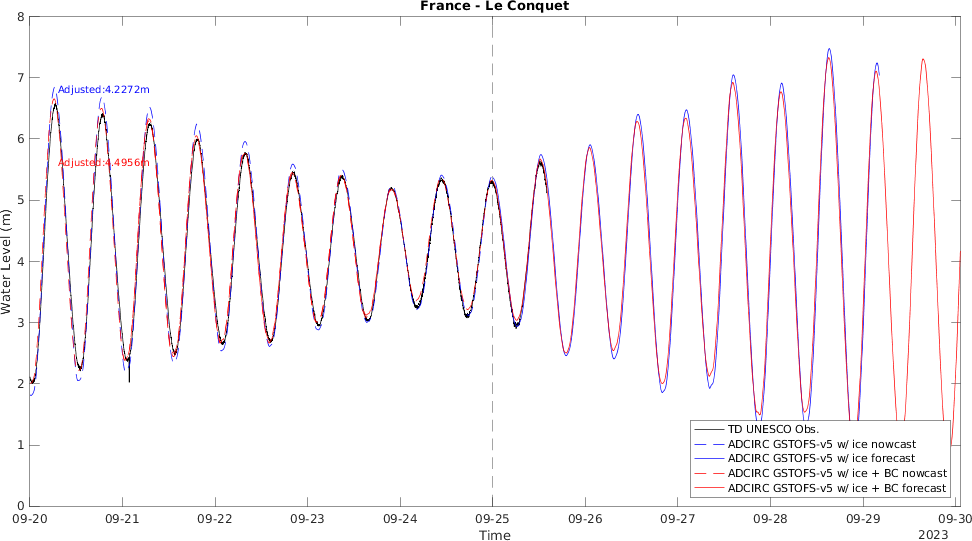 France - Le Conquet
8
7
6
5
4
3
2
1
0
Water Level (m)
Adjusted:4.2272m
Adjusted:4.4956m
TD UNESCO Obs.
ADCIRC GSTOFS-v5 w/ ice nowcast
ADCIRC GSTOFS-v5 w/ ice forecast
ADCIRC GSTOFS-v5 w/ ice + BC nowcast
ADCIRC GSTOFS-v5 w/ ice + BC forecast
09-20 09-21 09-22 09-23 09-24 09-25 09-26 09-27 09-28 09-29 09-30
Time
2023